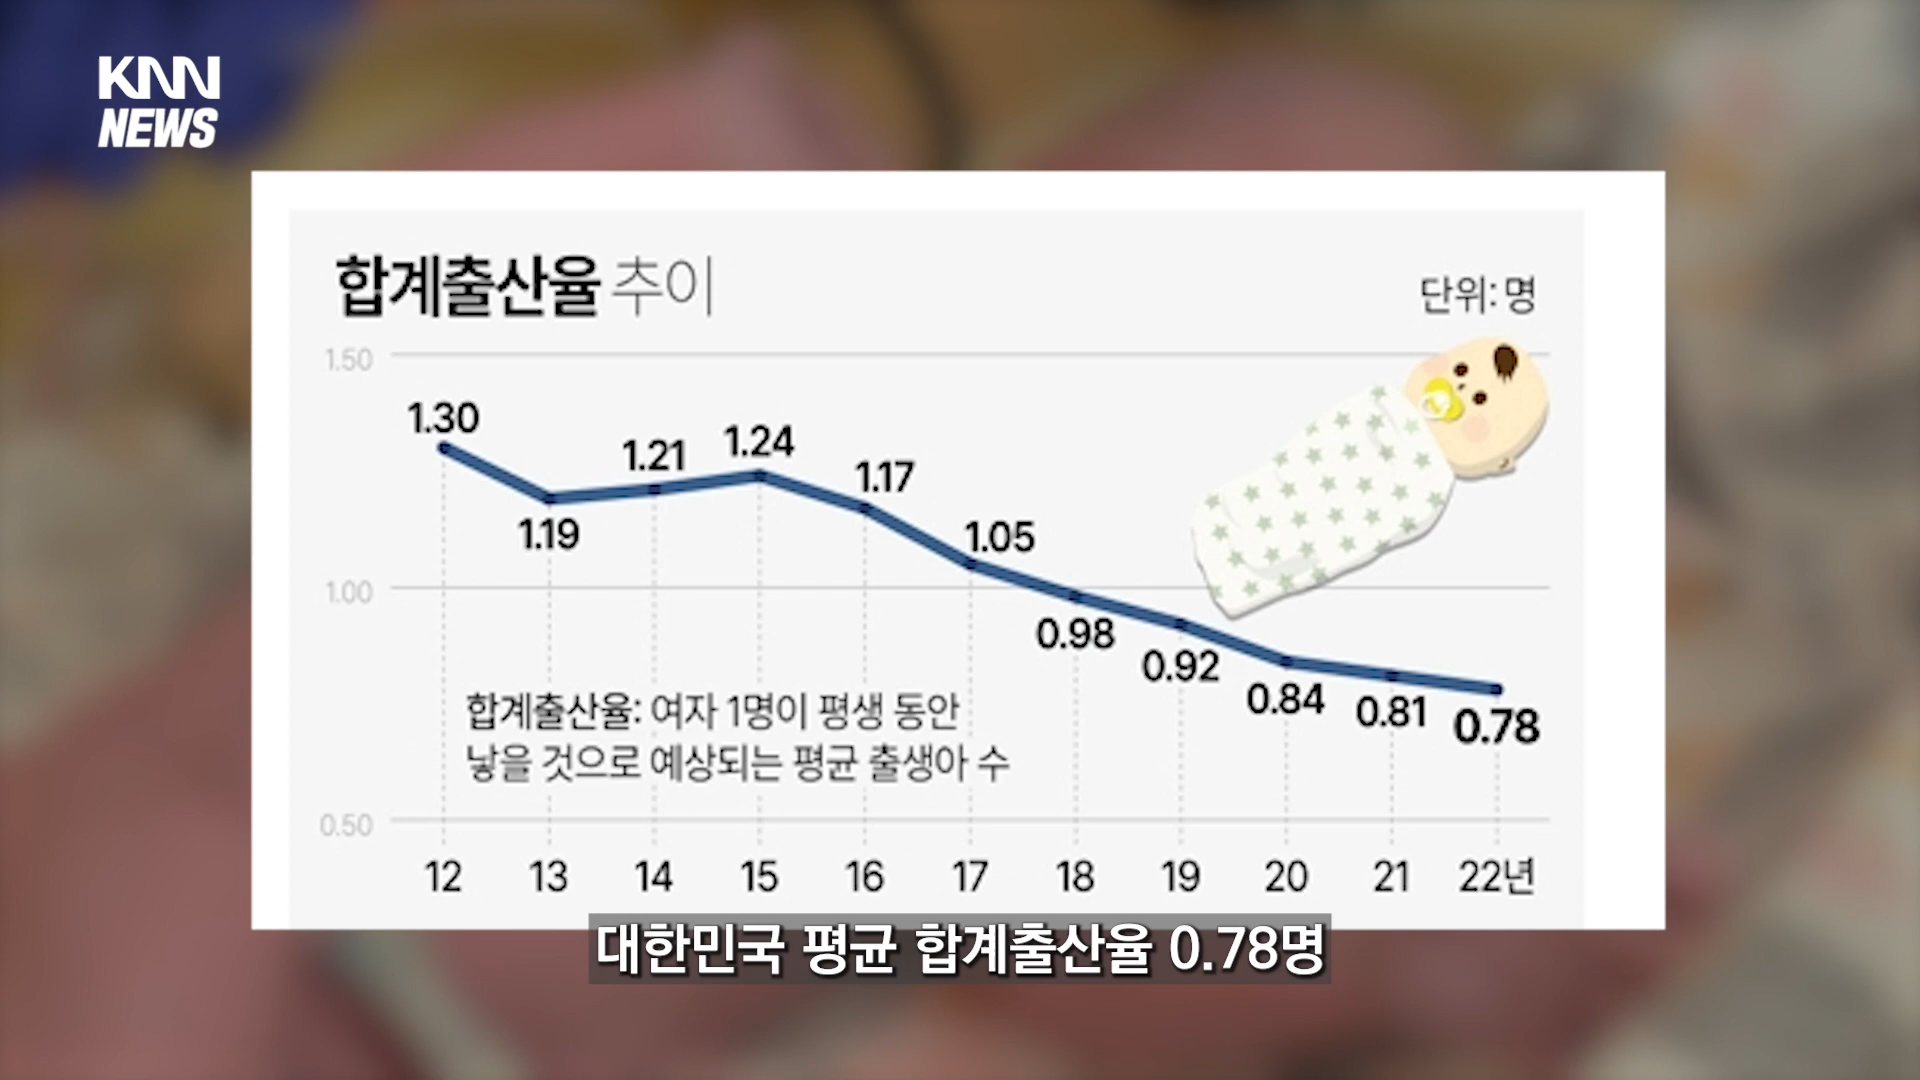 KNN
NEWS
합계출산율 추이
단위: 명
1.50
1.30
1.19
1.21
1.24
1.17
1.05
1.00
0.98
0.92
0.84
0.81
0.78
합계출산율: 여자 1명이 평생 동안
낳을 것으로 예상되는 평균 출생아 수
0.50
12 13 14 15 16 17 18 19 20 21 22년
대한민국 평균 합계출산율 0.78명